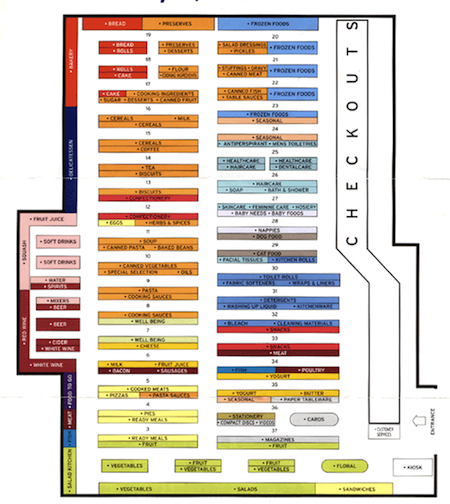 • BREAD • PRESERVES • FROZEN FOODS
19 20
• BREAD • PRESERVES • SALAD DRESSINGS • FROZEN FOODS
• ROLLS • DESSERTS • PICKLES
18 21
• ROLLS • FLOUR • STUFFINGS • GRAVY • FROZEN FOODS
• CAKE • CANNED MEAT
17 22
• CAKE • COOKING INGREDIENTS • CANNED FISH • FROZEN FOODS
• SUGAR • DESSERTS • CANNED FRUIT • TABLE SAUCES
16 23
• CEREALS • MILK • FROZEN FOODS
• CEREALS • SEASONAL
15 24
• CEREALS • SEASONAL
• COFFEE • ANTIPERSPIRANT • MENS TOILETRIES
14 25
• TEA • HEALTHCARE • HEALTHCARE
• BISCUITS • HAIRCARE • DENTALCARE
13 26
• BISCUITS • HAIRCARE
• CONFECTIONERY • SOAP • BATH & SHOWER
12 27
• CONFECTIONERY • SKINCARE • FEMININE CARE • HOSIERY
• EGGS • HERBS & SPICES • BABY NEEDS • BABY FOODS
11 28
• SOUP • NAPPIES
• CANNED PASTA • BAKED BEANS • DOG FOOD
10 29
• CANNED VEGETABLES • CAT FOOD
• SPECIAL SELECTION • OILS • FACIAL TISSUES • KITCHEN ROLLS
9 30
• PASTA • TOILET ROLLS
• COOKING SAUCES • FABRIC SOFTENERS • WRAPS & LINERS
8 31
• COOKING SAUCES • DETERGENTS
• WELL BEING • WASHING UP LIQUID • KITCHENWARE
7 32
• WELL BEING • BLEACH • CLEANING MATERIALS
• CHEESE • SNACKS
6 33
• MILK • FRUIT JUICE • SNACKS
• BACON • SAUSAGES • MEAT
5 34
• COOKED MEATS • FISH • POULTRY
• PIZZAS • PASTA SAUCES • YOGURT
4 35
• PIES • YOGURT • BUTTER
• READY MEALS • SEASONAL • PAPER TABLEWARE
3 36
• READY MEALS • STATIONERY • CARDS
• FRUIT • COMPACT DISCS • VIDEOS
37
• MAGAZINES
• FRUIT
• VEGETABLES • FRUIT • FRUIT • FLORAL • KIOSK
• VEGETABLES • VEGETABLES
• VEGETABLES • SALADS • SANDWICHES
• BAKERY
• DELICATESSEN
• FRUIT JUICE
• SQUASH
• SOFT DRINKS
• SOFT DRINKS
• WATER
• SPIRITS
• MIXERS
• BEER
• RED WINE
• BEER
• CIDER
• WHITE WINE
• WHITE WINE
• FOOD TO GO
• MEAT
• FISH
• SALAD KITCHEN
CHECKOUTS
• CUSTOMER
SERVICES
ENTRANCE